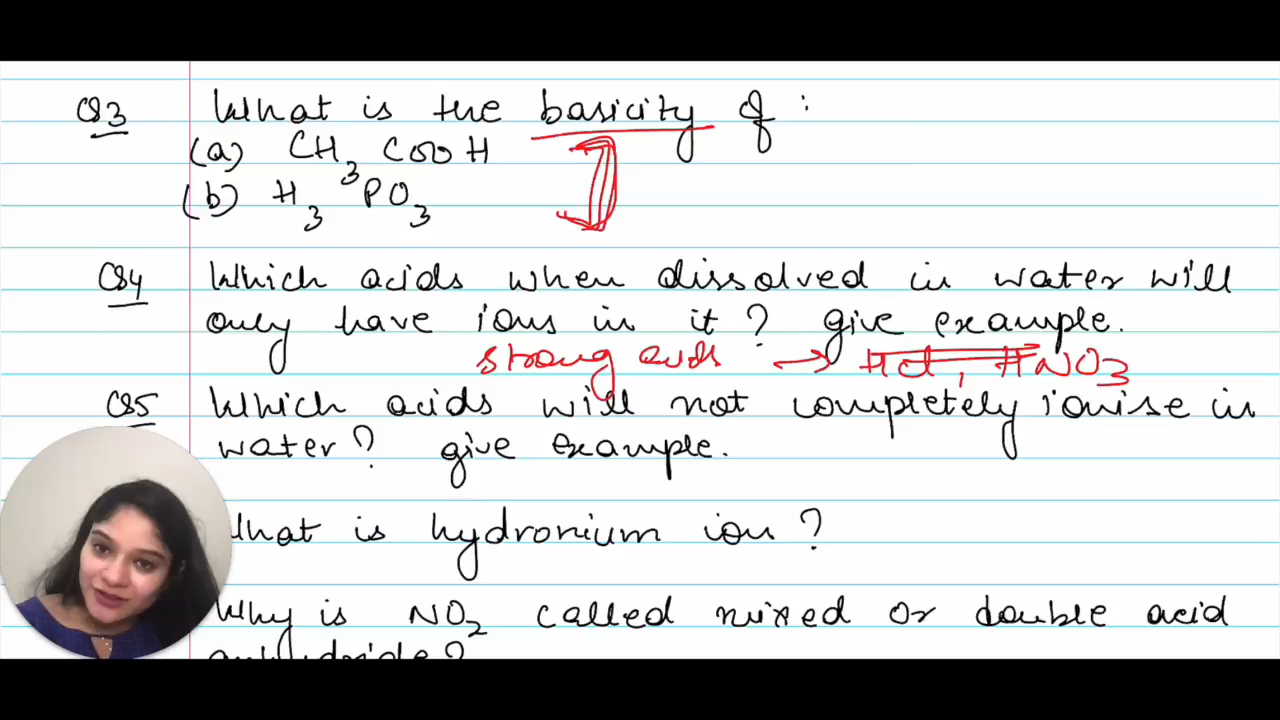 Q3 What is the basicity of :
(a) CH3 COOH
(b) H3 PO3
Q4 Which acids when dissolved in water will
only have ions in it ? give example.
strong acids → HCl, HNO3
Q5 Which acids will not completely ionise in
water ? give example.
What is hydronium ion ?
Why is NO2 called mixed or double acid
anhydride ?